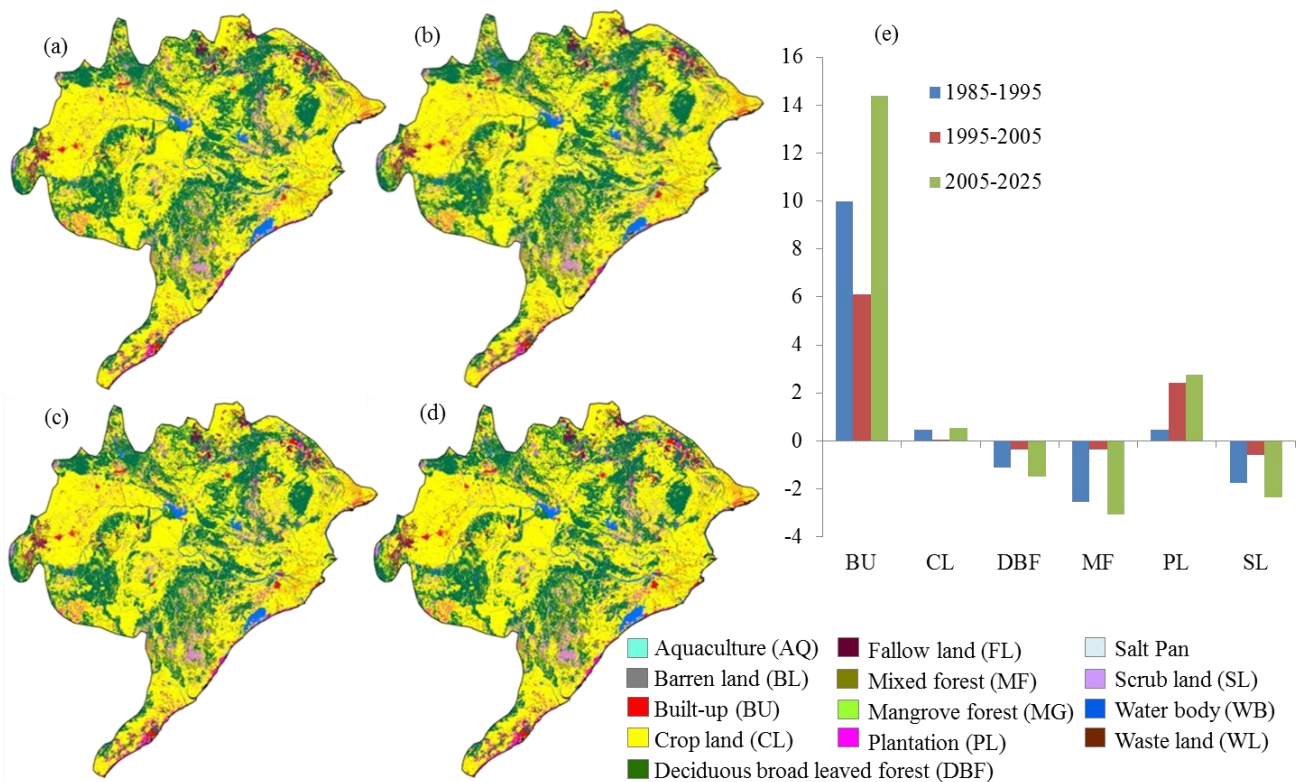 (a)
(b)
(c)
(d)
(e)
16
14
12
10
8
6
4
2
0
-2
-4
1985-1995
1995-2005
2005-2025
BU CL DBF MF PL SL
Aquaculture (AQ) Fallow land (FL) Salt Pan
Barren land (BL) Mixed forest (MF) Scrub land (SL)
Built-up (BU) Mangrove forest (MG) Water body (WB)
Crop land (CL) Plantation (PL) Waste land (WL)
Deciduous broad leaved forest (DBF)